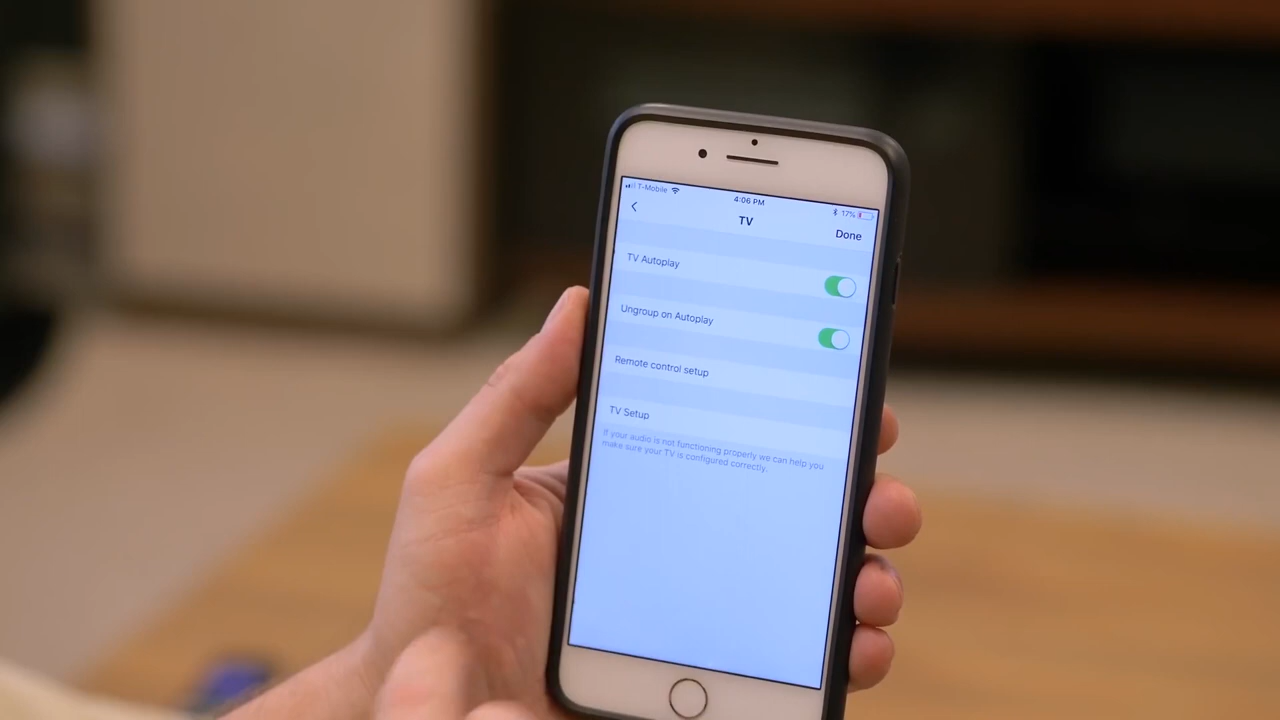 T-Mobile
4:06 PM
17%
TV
Done
TV Autoplay
Ungroup on Autoplay
Remote control setup
TV Setup
If your audio is not functioning properly we can help you
make sure your TV is configured correctly.